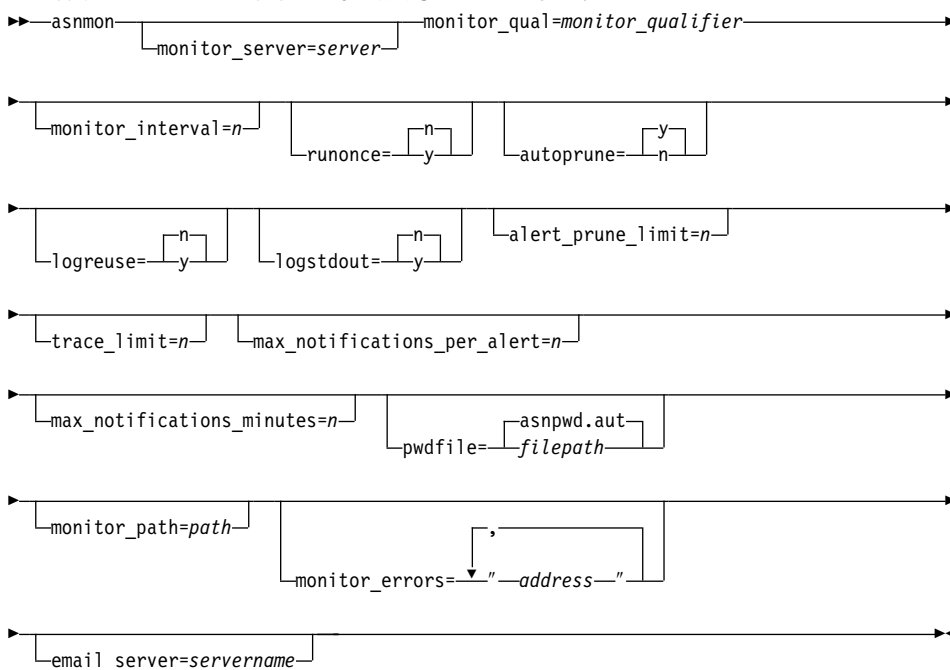 asnmon monitor_server=server monitor_qual=monitor_qualifier
monitor_interval=n runonce= n y autoprune= y n
logreuse= n y logstdout= n y alert_prune_limit=n
trace_limit=n max_notifications_per_alert=n
max_notifications_minutes=n pwdfile= asnpwd.aut filepath
monitor_path=path monitor_errors= , " address "
email_server=servername